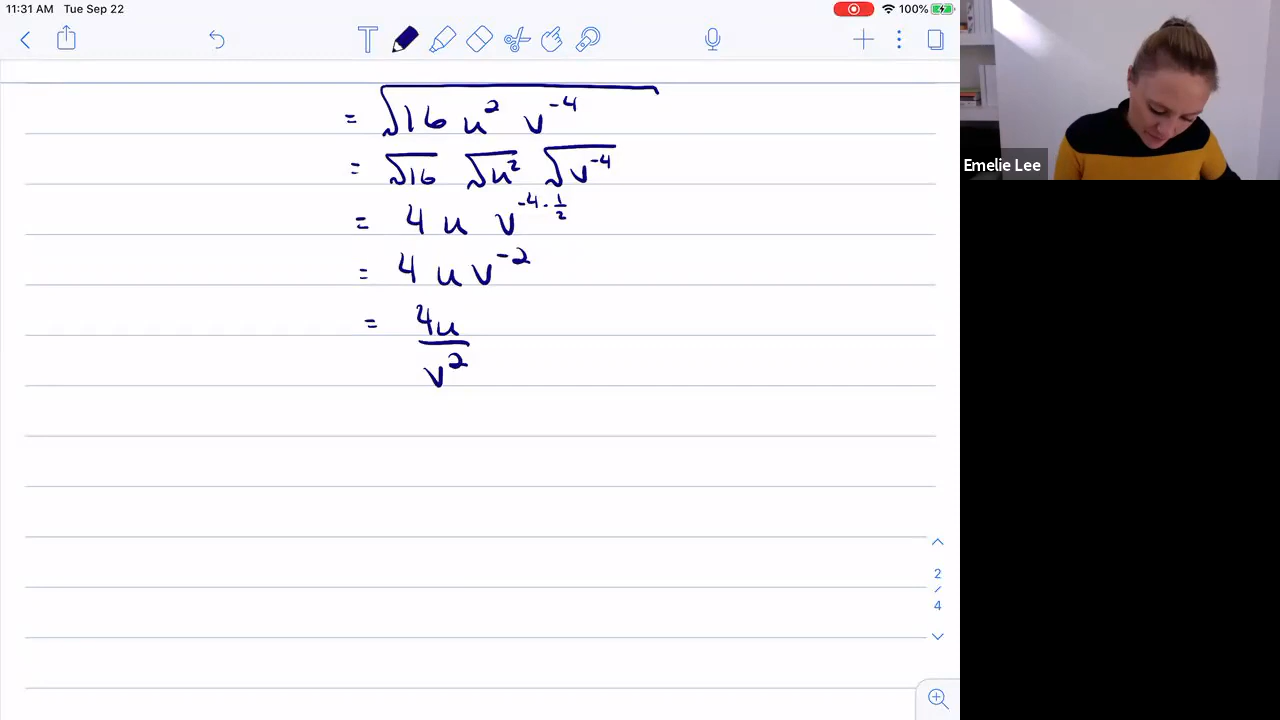 11:31 AM Tue Sep 22
100%
T
= √16 u² v⁻⁴
= √16 √u² √v⁻⁴
= 4 u v⁻⁴·½
= 4 u v⁻²
= 4u
v²
Emelie Lee
2
/
4